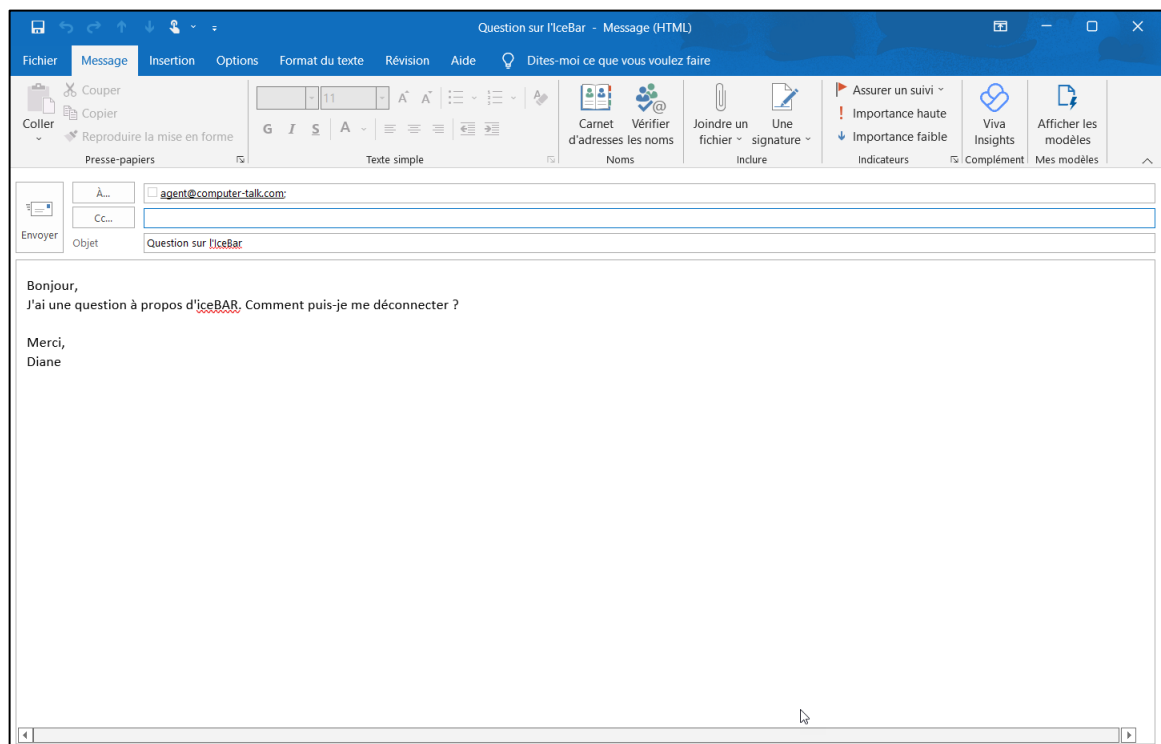 Question sur l'IceBar - Message (HTML)
Fichier Message Insertion Options Format du texte Révision Aide Dites-moi ce que vous voulez faire
Coller
Couper
Copier
Reproduire la mise en forme
Presse-papiers
11
G I S A
Texte simple
Carnet d'adresses
Vérifier les noms
Noms
Joindre un fichier
Une signature
Inclure
Assurer un suivi
Importance haute
Importance faible
Indicateurs
Viva Insights
Complément
Afficher les modèles
Mes modèles
Envoyer
À... agent@computer-talk.com;
Cc...
Objet Question sur l'IceBar
Bonjour,
J'ai une question à propos d'iceBAR. Comment puis-je me déconnecter ?
Merci,
Diane